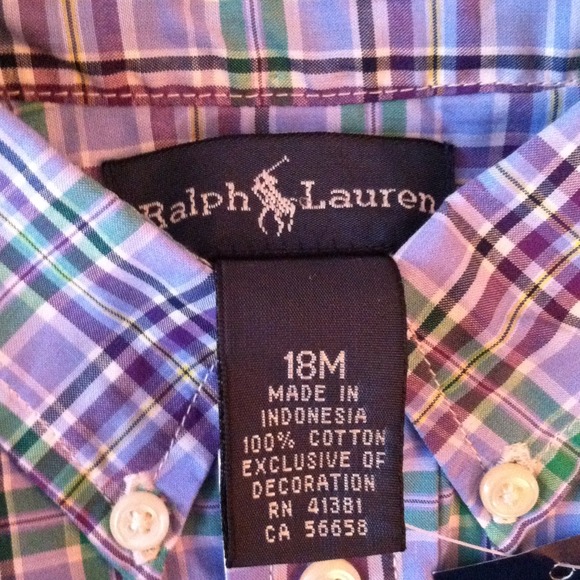 Ralph Lauren
18M
MADE IN
INDONESIA
100% COTTON
EXCLUSIVE OF
DECORATION
RN 41381
CA 56658